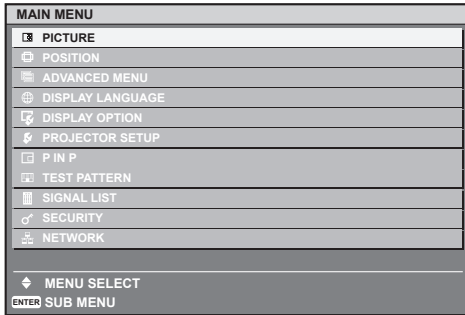 MAIN MENU
PICTURE
POSITION
ADVANCED MENU
DISPLAY LANGUAGE
DISPLAY OPTION
PROJECTOR SETUP
P IN P
TEST PATTERN
SIGNAL LIST
SECURITY
NETWORK
MENU SELECT
ENTER SUB MENU